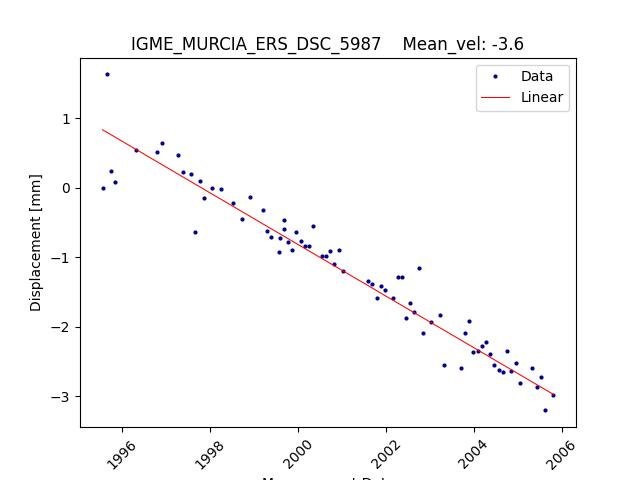 IGME_MURCIA_ERS_DSC_5987    Mean_vel: -3.6
Data
Linear
Displacement [mm]
1
0
−1
−2
−3
1996
1998
2000
2002
2004
2006